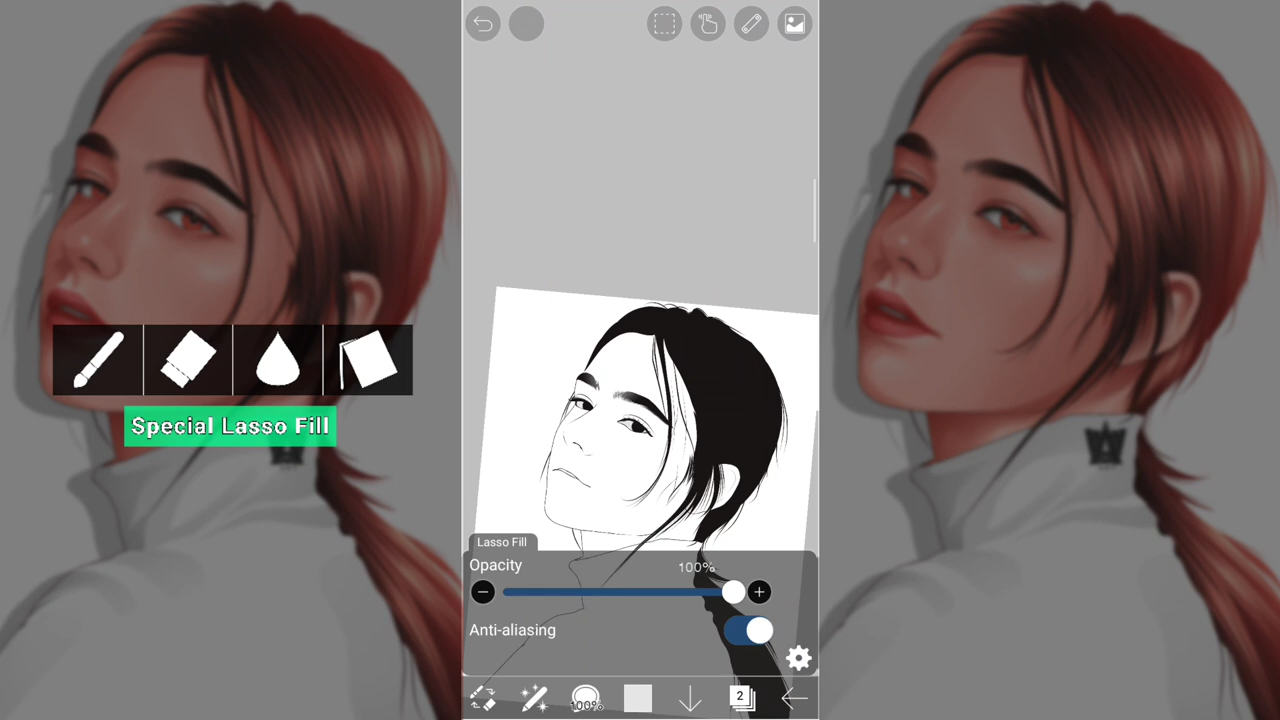 Special Lasso Fill
Lasso Fill
Opacity
100%
Anti-aliasing
100%
2